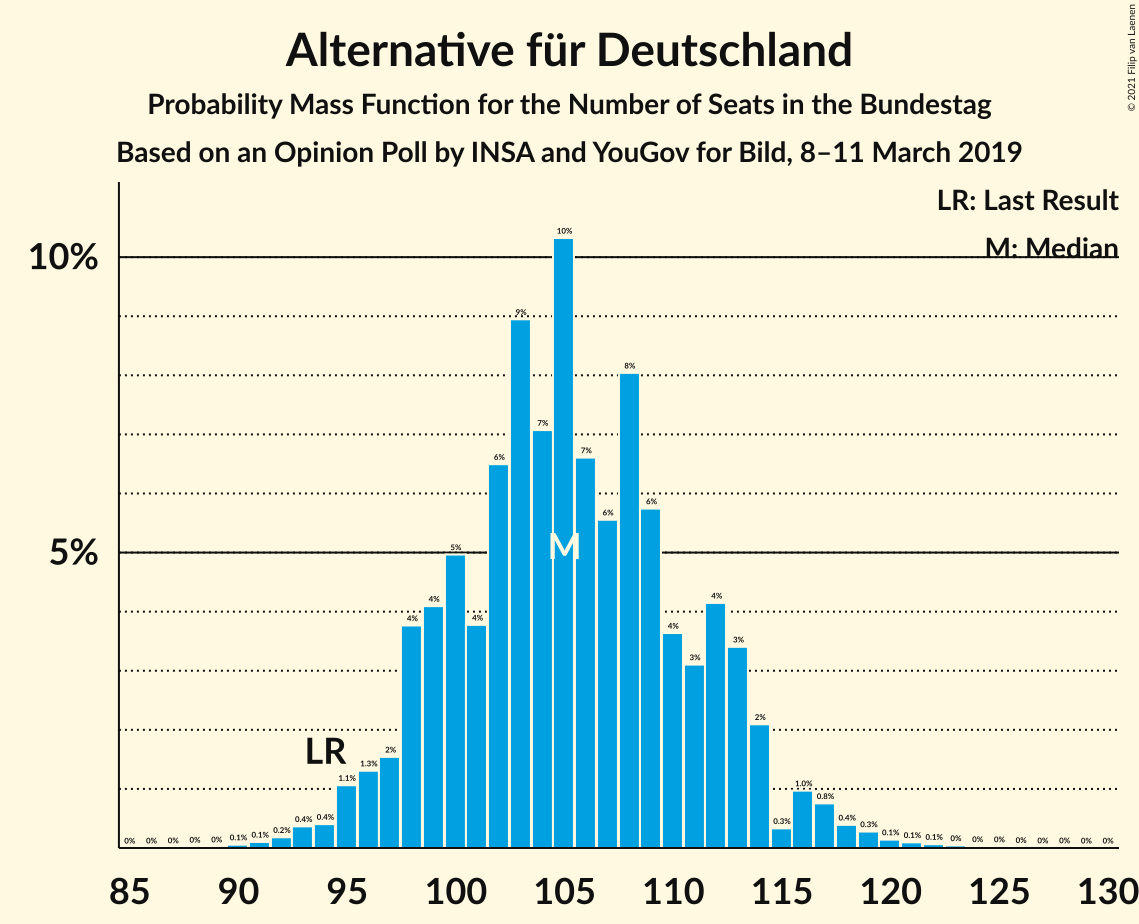 Alternative für Deutschland
Probability Mass Function for the Number of Seats in the Bundestag
Based on an Opinion Poll by INSA and YouGov for Bild, 8–11 March 2019
© 2021 Filip van Laenen
LR: Last Result
M: Median
10%
5%
0% 0% 0% 0% 0% 0.1% 0.1% 0.2% 0.4% 0.4% 1.1% 1.3% 2% 4% 4% 5% 4% 6% 9% 7% 10% 7% 6% 8% 6% 4% 3% 4% 3% 2% 0.3% 1.0% 0.8% 0.4% 0.3% 0.1% 0.1% 0.1% 0% 0% 0% 0% 0% 0% 0% 0%
LR
M
85 90 95 100 105 110 115 120 125 130